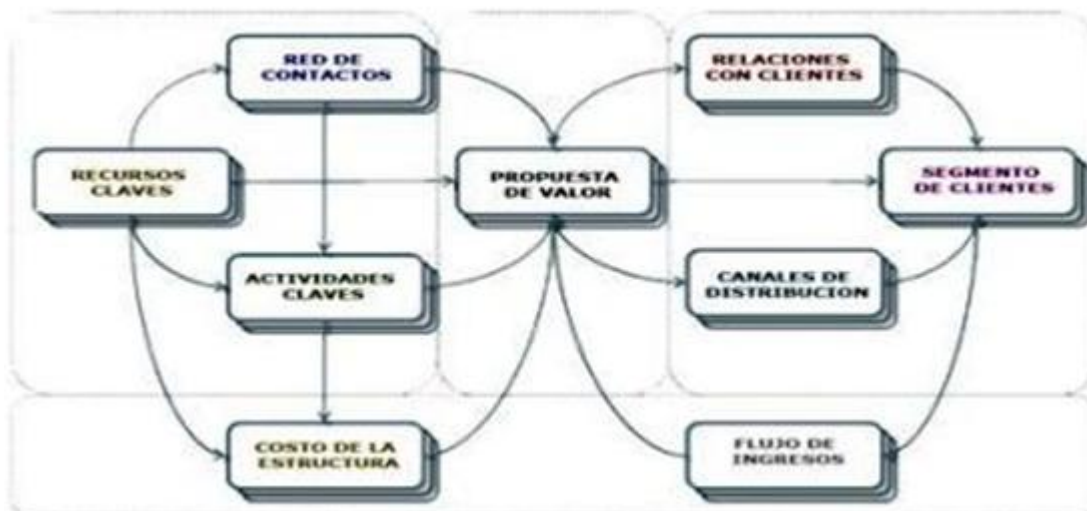 RED DE
CONTACTOS
RELACIONES
CON CLIENTES
RECURSOS
CLAVES
PROPUESTA
DE VALOR
SEGMENTO
DE CLIENTES
ACTIVIDADES
CLAVES
CANALES DE
DISTRIBUCION
COSTO DE LA
ESTRUCTURA
FLUJO DE
INGRESOS